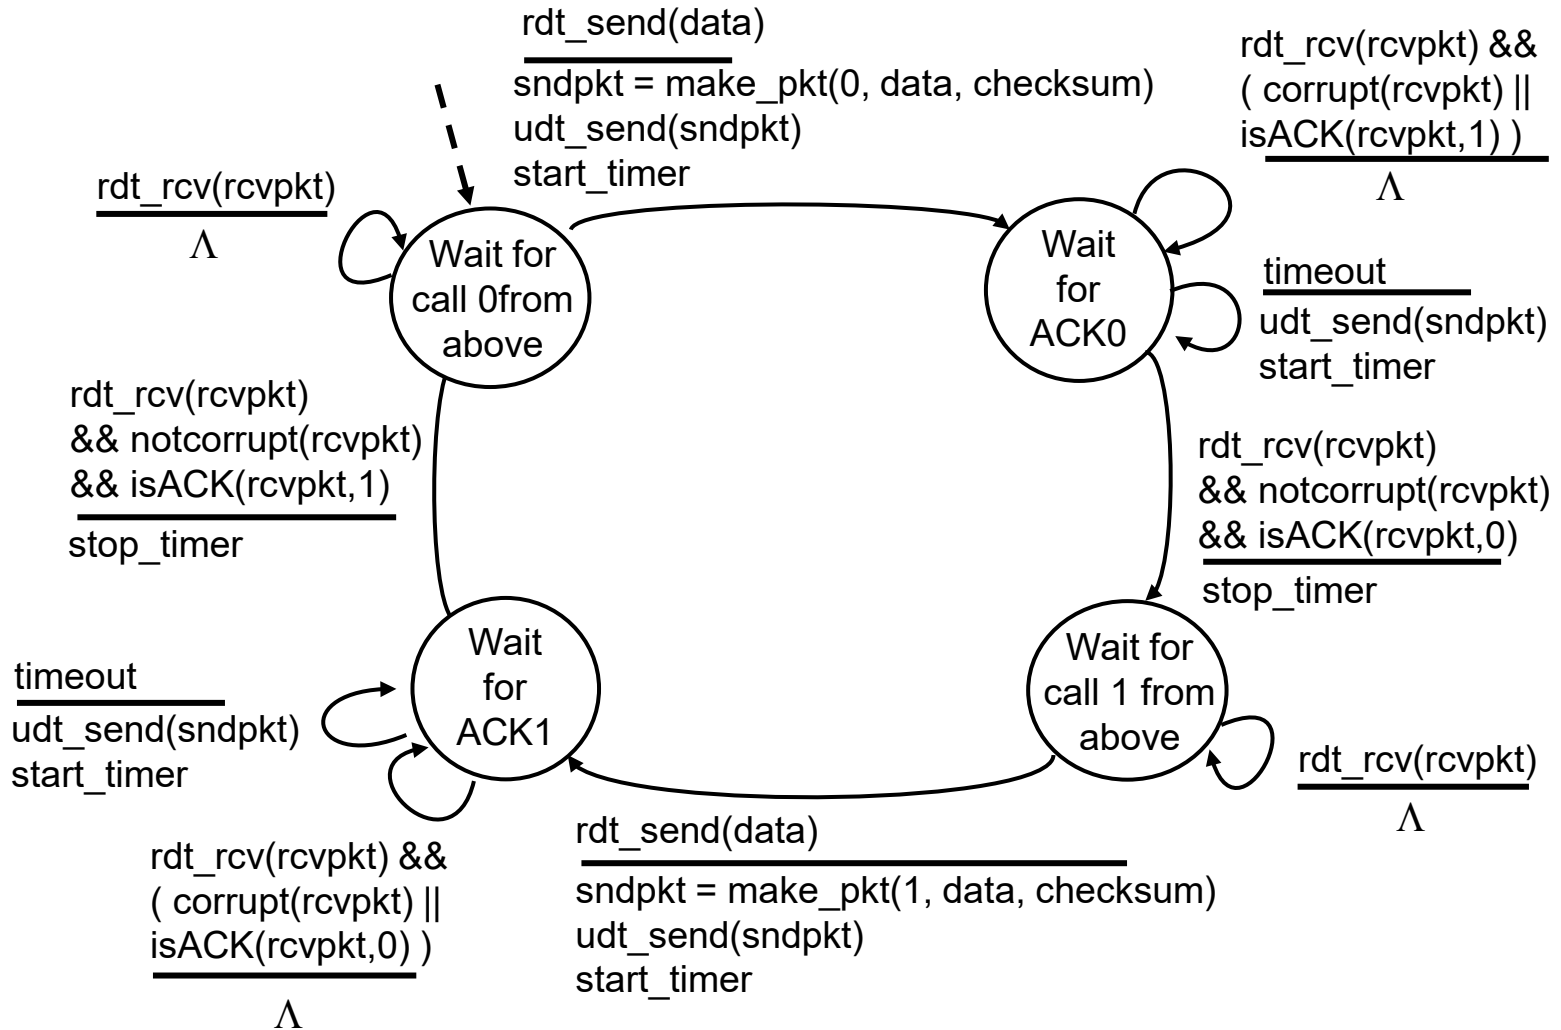 rdt_send(data)
sndpkt = make_pkt(0, data, checksum)
udt_send(sndpkt)
start_timer
rdt_rcv(rcvpkt) &&
( corrupt(rcvpkt) ||
isACK(rcvpkt,1) )
Λ
rdt_rcv(rcvpkt)
Λ
Wait for
call 0from
above
Wait
for
ACK0
timeout
udt_send(sndpkt)
start_timer
rdt_rcv(rcvpkt)
&& notcorrupt(rcvpkt)
&& isACK(rcvpkt,1)
stop_timer
rdt_rcv(rcvpkt)
&& notcorrupt(rcvpkt)
&& isACK(rcvpkt,0)
stop_timer
Wait
for
ACK1
Wait for
call 1 from
above
timeout
udt_send(sndpkt)
start_timer
rdt_rcv(rcvpkt)
Λ
rdt_rcv(rcvpkt) &&
( corrupt(rcvpkt) ||
isACK(rcvpkt,0) )
Λ
rdt_send(data)
sndpkt = make_pkt(1, data, checksum)
udt_send(sndpkt)
start_timer